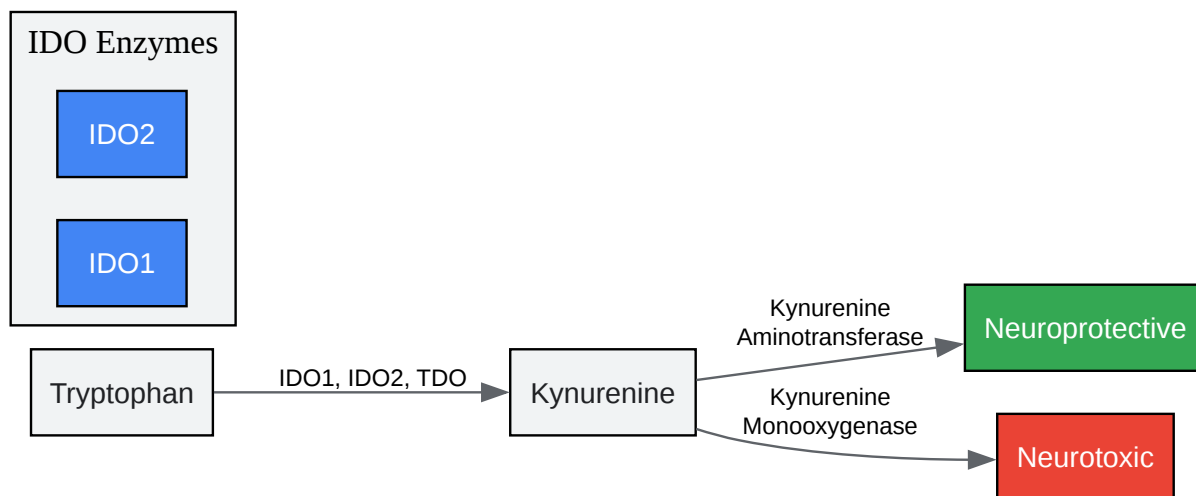 IDO Enzymes
IDO2
IDO1
Tryptophan
IDO1, IDO2, TDO
Kynurenine
Kynurenine
Aminotransferase
Neuroprotective
Kynurenine
Monooxygenase
Neurotoxic